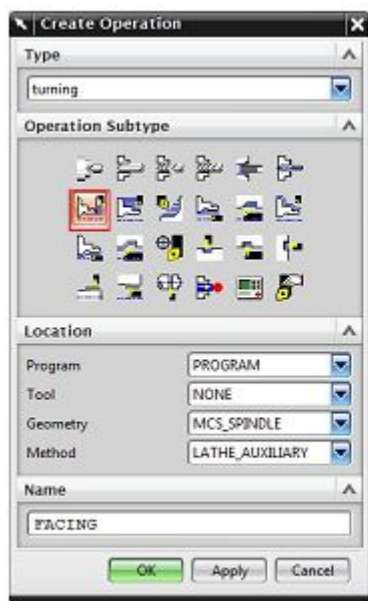 Create Operation
Type
turning
Operation Subtype
Location
Program PROGRAM
Tool NONE
Geometry MCS_SPINDLE
Method LATHE_AUXILIARY
Name
FACING
OK Apply Cancel